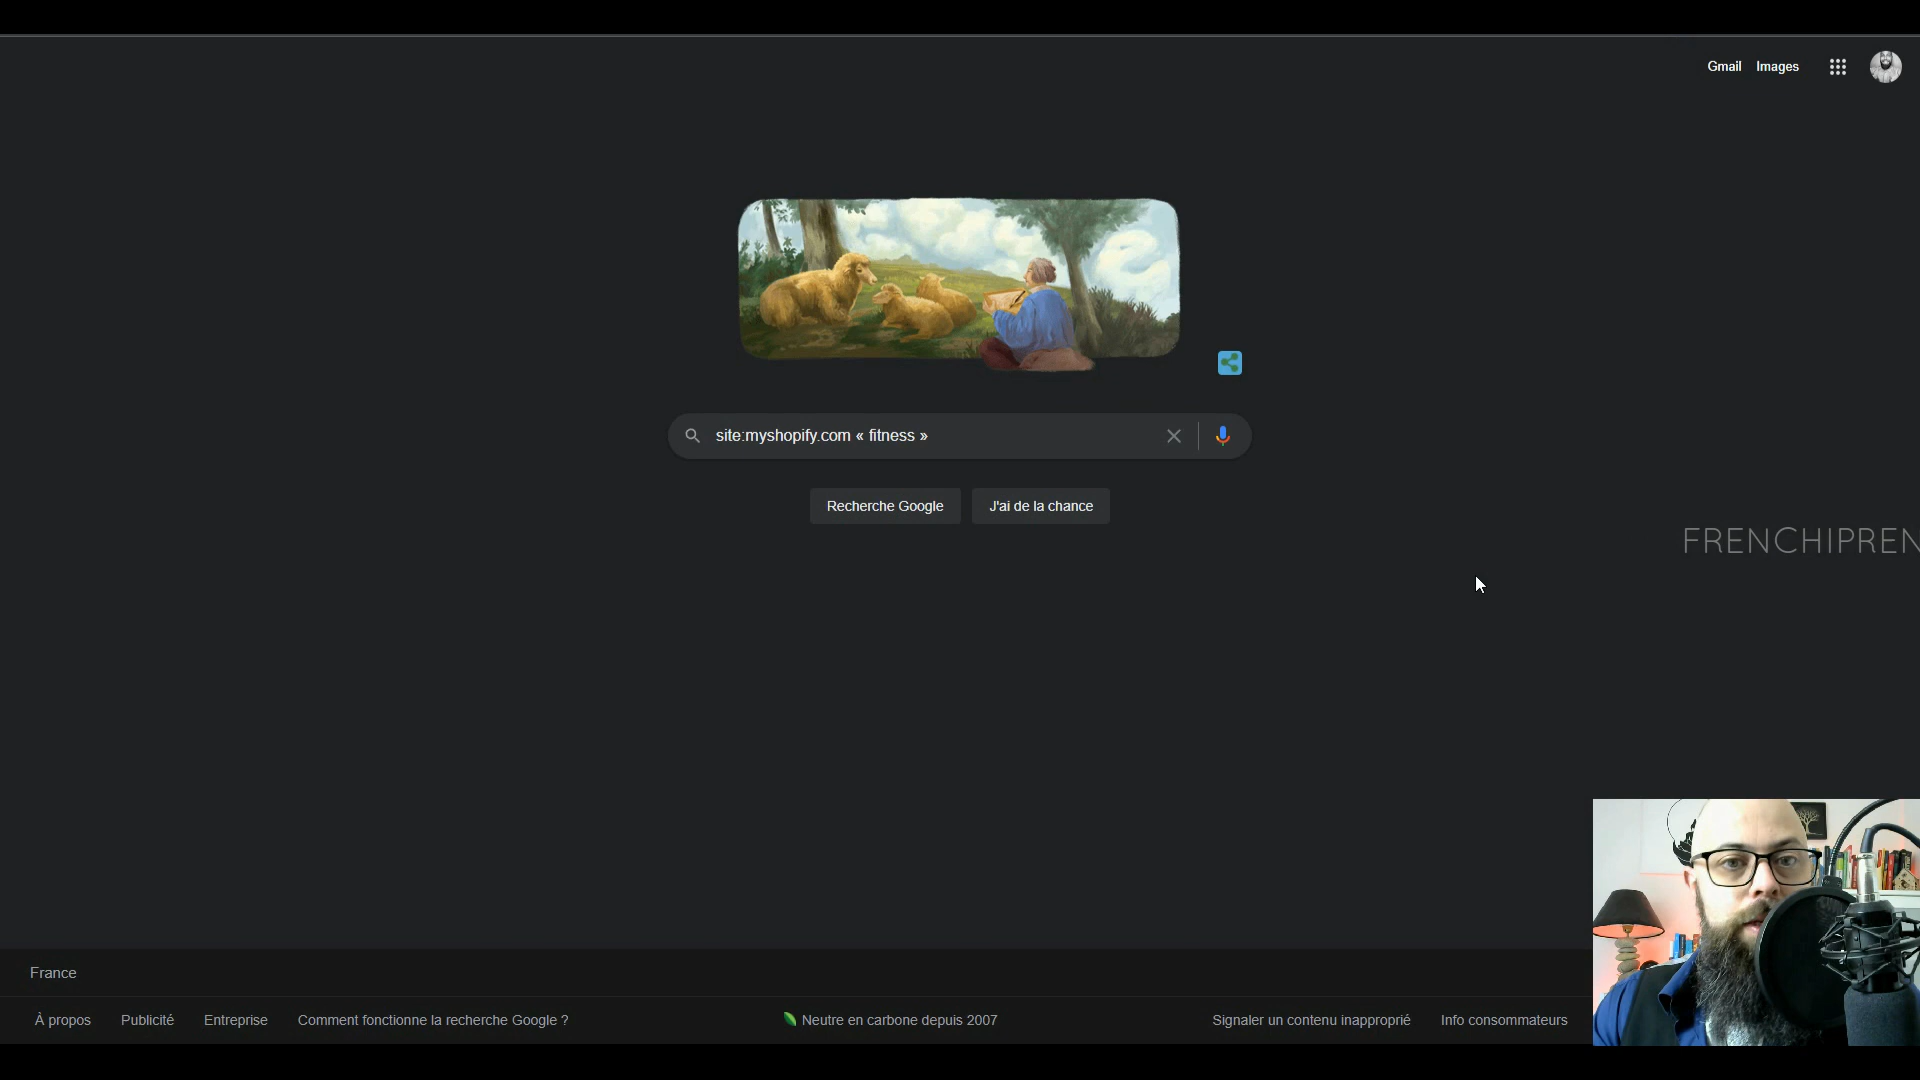 Gmail Images
site:myshopify.com « fitness »
Recherche Google J'ai de la chance
FRENCHIPREN
France
À propos Publicité Entreprise Comment fonctionne la recherche Google ? Neutre en carbone depuis 2007 Signaler un contenu inapproprié Info consommateurs